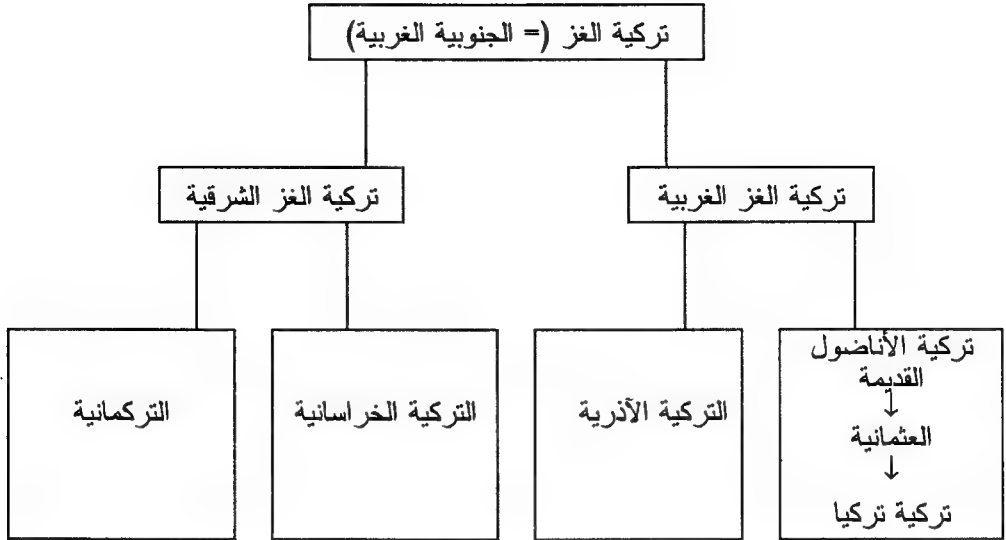 تركية الغز (= الجنوبية الغربية)
تركية الغز الغربية
تركية الغز الشرقية
تركية الأناضول
القديمة
↓
العثمانية
↓
تركية تركيا
التركية الآذرية
التركية الخراسانية
التركمانية